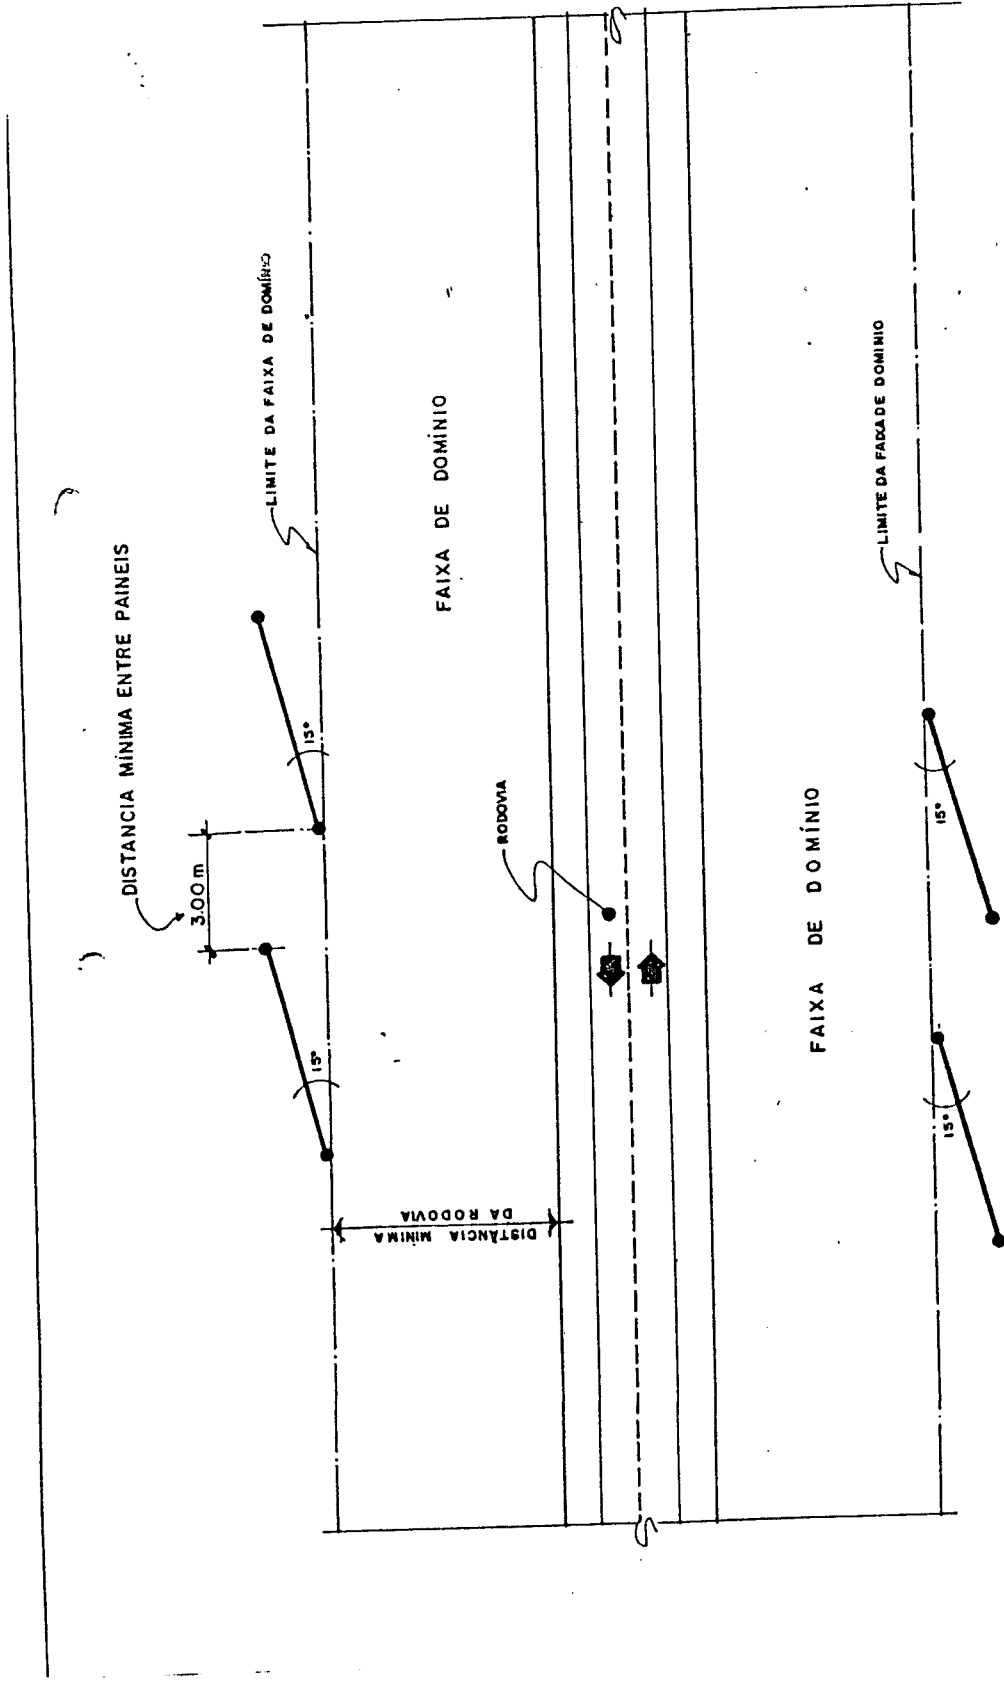 DISTANCIA MÍNIMA ENTRE PAINEIS
3.00m
LIMITE DA FAIXA DE DOMÍNIO
15°
15°
FAIXA DE DOMÍNIO
DISTÂNCIA MÍNIMA
DA RODOVIA
RODOVIA
FAIXA DE DOMÍNIO
LIMITE DA FAIXA DE DOMINIO
15°
15°